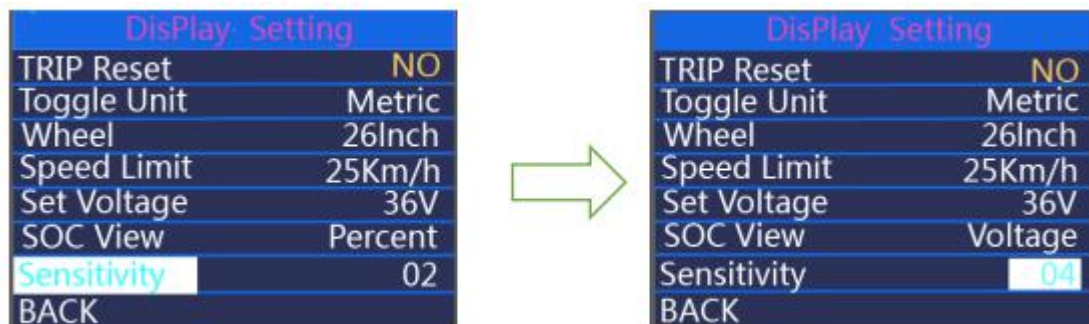 DisPlay Setting
TRIP Reset NO
Toggle Unit Metric
Wheel 26Inch
Speed Limit 25Km/h
Set Voltage 36V
SOC View Percent
Sensitivity 02
BACK
DisPlay Setting
TRIP Reset NO
Toggle Unit Metric
Wheel 26Inch
Speed Limit 25Km/h
Set Voltage 36V
SOC View Voltage
Sensitivity 04
BACK